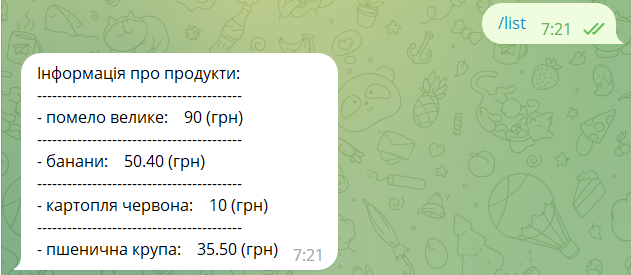 /list 7:21
Інформація про продукти:
-----------------------------------------
- помело велике:    90 (грн)
-----------------------------------------
- банани:    50.40 (грн)
-----------------------------------------
- картопля червона:    10 (грн)
-----------------------------------------
- пшенична крупа:    35.50 (грн) 7:21